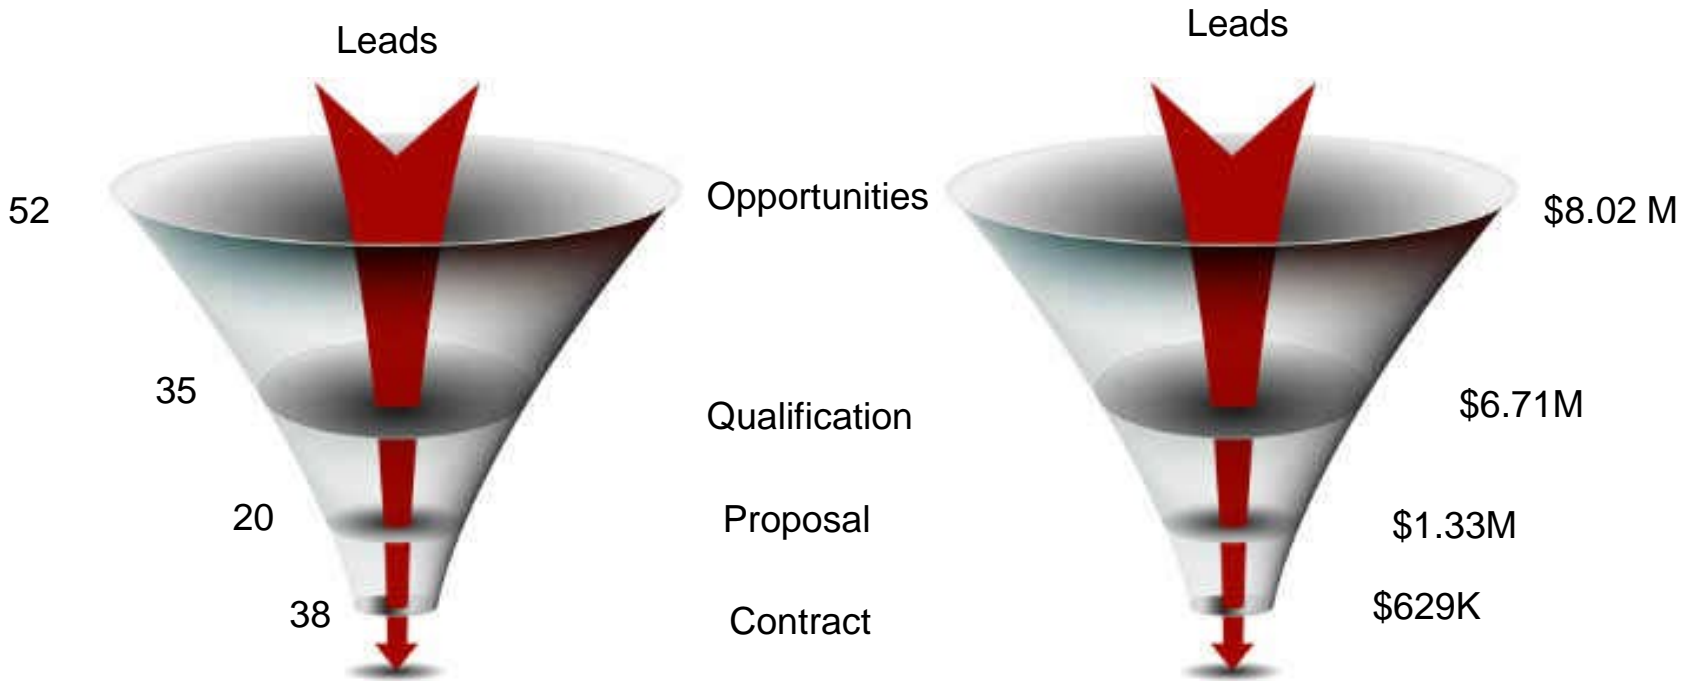 Leads
Leads
52
Opportunities
$8.02 M
35
Qualification
$6.71M
20
Proposal
$1.33M
38
Contract
$629K